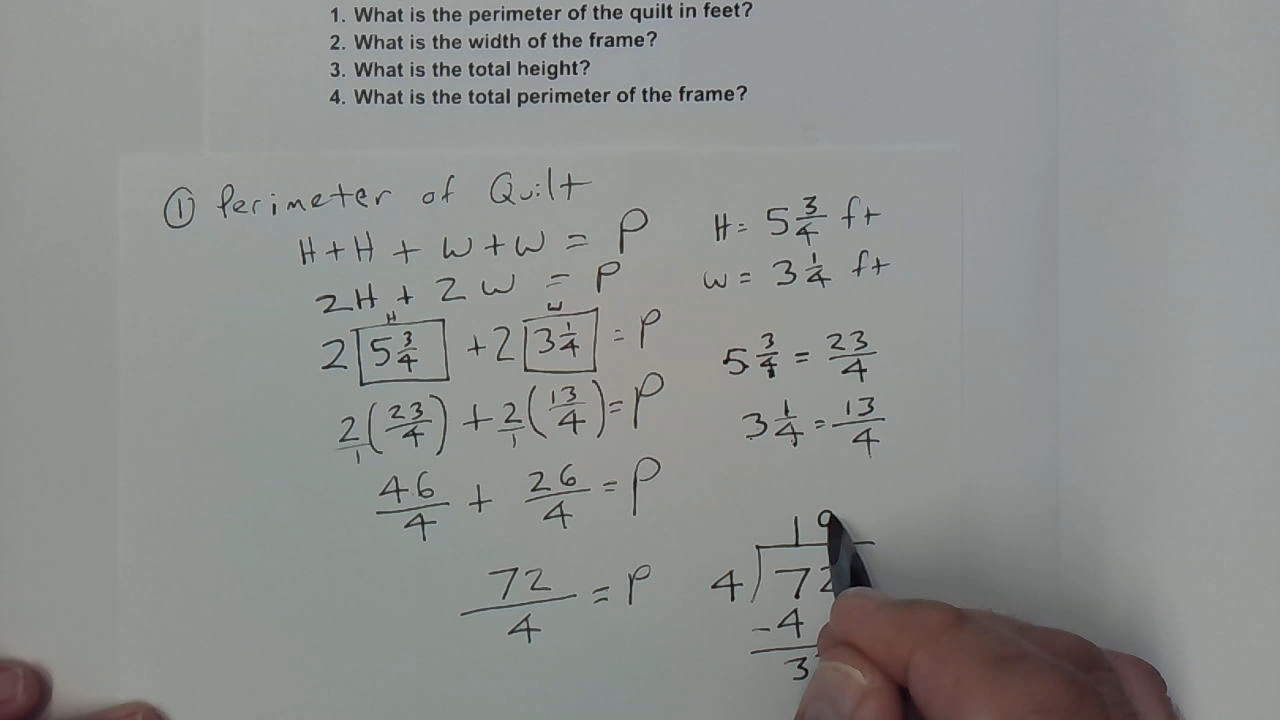 1. What is the perimeter of the quilt in feet?
2. What is the width of the frame?
3. What is the total height?
4. What is the total perimeter of the frame?
① Perimeter of Quilt
H + H + W + W = P
2H + 2W = P
H W
2 [5 3/4] + 2 [3 1/4] = P
2/1 (23/4) + 2/1 (13/4) = P
46/4 + 26/4 = P
72/4 = P
H = 5 3/4 ft
W = 3 1/4 ft
5 3/4 = 23/4
3 1/4 = 13/4
1
4 72
-4
3